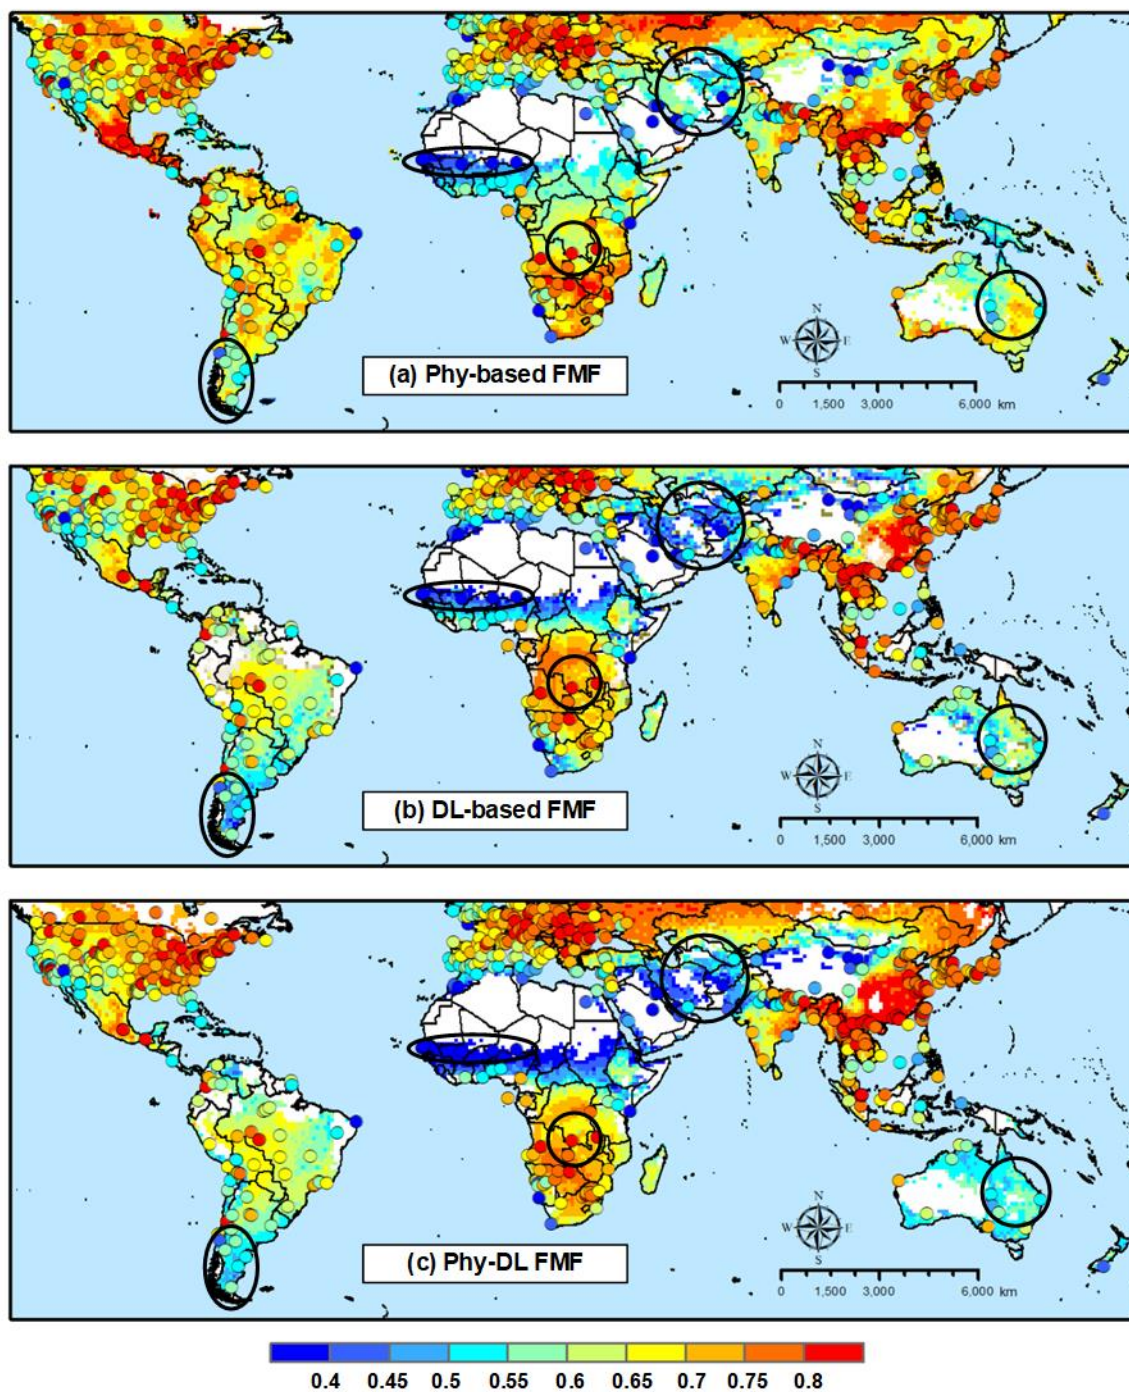 N
W E
S
(a) Phy-based FMF
0 1,500 3,000 6,000 km
N
W E
S
(b) DL-based FMF
0 1,500 3,000 6,000 km
N
W E
S
(c) Phy-DL FMF
0 1,500 3,000 6,000 km
0.4 0.45 0.5 0.55 0.6 0.65 0.7 0.75 0.8